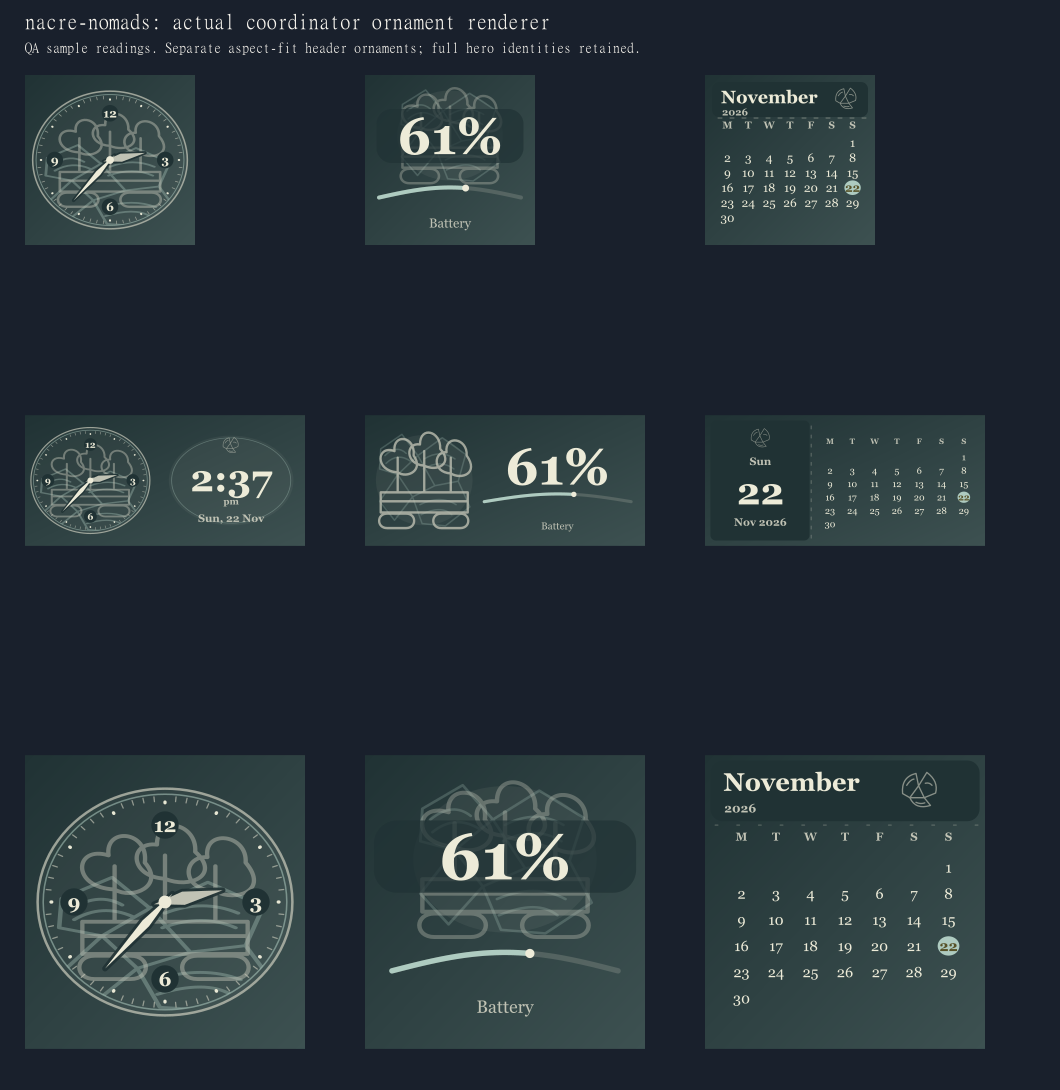 nacre-nomads: actual coordinator ornament renderer
QA sample readings. Separate aspect-fit header ornaments; full hero identities retained.
12
9
3
6
61%
Battery
November
2026
M T W T F S S
1
2 3 4 5 6 7 8
9 10 11 12 13 14 15
16 17 18 19 20 21 22
23 24 25 26 27 28 29
30
12
9
3
6
2:37
pm
Sun, 22 Nov
61%
Battery
Sun
22
Nov 2026
M T W T F S S
1
2 3 4 5 6 7 8
9 10 11 12 13 14 15
16 17 18 19 20 21 22
23 24 25 26 27 28 29
30
12
9
3
6
61%
Battery
November
2026
M T W T F S S
1
2 3 4 5 6 7 8
9 10 11 12 13 14 15
16 17 18 19 20 21 22
23 24 25 26 27 28 29
30